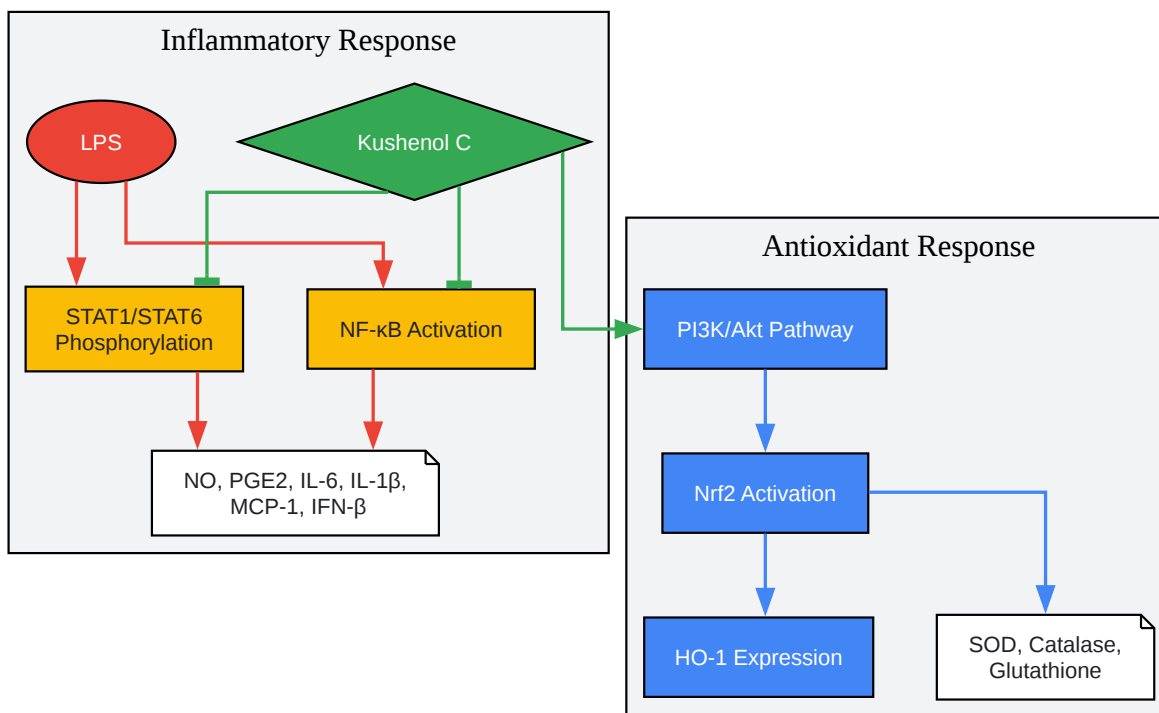 Inflammatory Response
LPS
Kushenol C
STAT1/STAT6
Phosphorylation
NF-κB Activation
NO, PGE2, IL-6, IL-1β,
MCP-1, IFN-β
Antioxidant Response
PI3K/Akt Pathway
Nrf2 Activation
HO-1 Expression
SOD, Catalase,
Glutathione